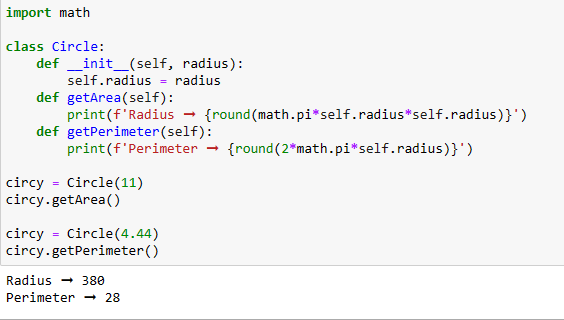 import math

class Circle:
    def __init__(self, radius):
        self.radius = radius
    def getArea(self):
        print(f'Radius → {round(math.pi*self.radius*self.radius)}')
    def getPerimeter(self):
        print(f'Perimeter → {round(2*math.pi*self.radius)}')

circy = Circle(11)
circy.getArea()

circy = Circle(4.44)
circy.getPerimeter()

Radius → 380
Perimeter → 28